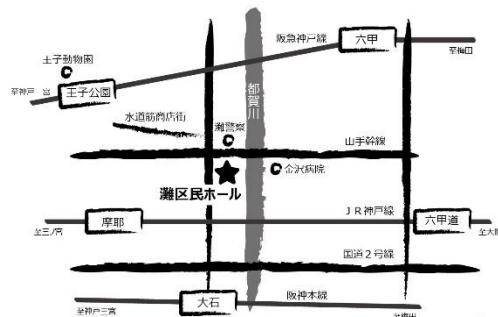 阪急神戸線
六甲
至梅田
王子動物園
王子公園
至神戸三宮
都賀川
水道筋商店街
灘警察
山手幹線
金沢病院
灘区民ホール
JR神戸線
摩耶
六甲道
至三ノ宮
国道2号線
大石
阪神本線
至神戸三宮